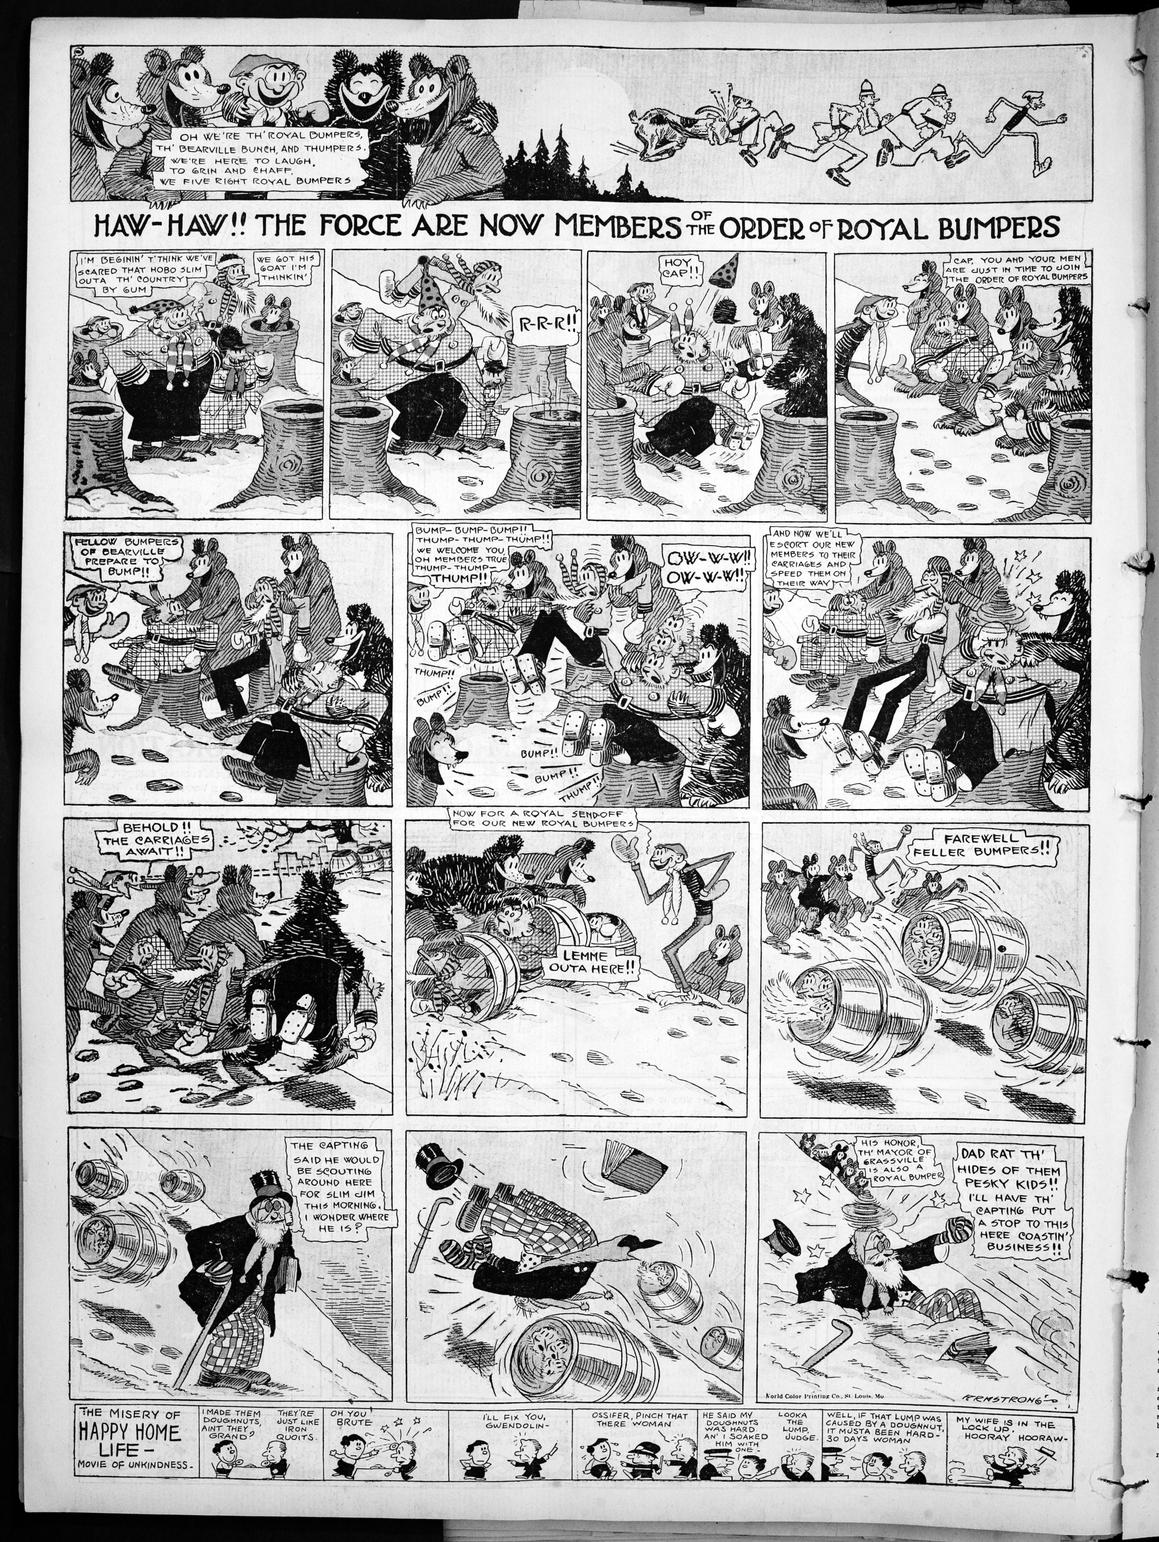 OH WE'RE TH' ROYAL BUMPERS,
TH' BEARVILLE BUNCH, AND THUMPERS.
WE'RE HERE TO LAUGH,
TO GRIN AND CHAFF,
WE FIVE RIGHT ROYAL BUMPERS
HAW-HAW!! THE FORCE ARE NOW MEMBERS OF THE ORDER OF ROYAL BUMPERS
I'M BEGININ' T' THINK WE'VE
SCARED THAT HOBO SLIM
OUTA TH' COUNTRY
BY GUM
WE GOT HIS
GOAT I'M
THINKIN'
R-R-R!!
HOY
CAP!!
CAP, YOU AND YOUR MEN
ARE JUST IN TIME TO JOIN
THE ORDER OF ROYAL BUMPERS
FELLOW BUMPERS
OF BEARVILLE
PREPARE TO
BUMP!!
BUMP-BUMP-BUMP!!
THUMP-THUMP-THUMP!!
WE WELCOME YOU
OH MEMBERS TRUE
THUMP-THUMP-
THUMP!!
OW-W-W!!
OW-W-W!!
THUMP!!
BUMP!!
BUMP!!
BUMP!!
THUMP!!
AND NOW WE'LL
ESCORT OUR NEW
MEMBERS TO THEIR
CARRIAGES AND
SPEED THEM ON
THEIR WAY
BEHOLD!!
THE CARRIAGES
AWAIT!!
NOW FOR A ROYAL SENDOFF
FOR OUR NEW ROYAL BUMPERS
LEMME
OUTA HERE!!
FAREWELL
FELLER BUMPERS!!
THE CAPTING
SAID HE WOULD
BE SCOUTING
AROUND HERE
FOR SLIM JIM
THIS MORNING.
I WONDER WHERE
HE IS?
HIS HONOR,
TH' MAYOR OF
GRASSVILLE
IS ALSO A
ROYAL BUMPER
DAD RAT TH'
HIDES OF THEM
PESKY KIDS!!
I'LL HAVE TH'
CAPTING PUT
A STOP TO THIS
HERE COASTIN'
BUSINESS!!
World Color Printing Co., St. Louis, Mo
ARMSTRONG
THE MISERY OF
HAPPY HOME
LIFE-
MOVIE OF UNKINDNESS-
I MADE THEM
DOUGHNUTS,
AINT THEY
GRAND?
THEY'RE
JUST LIKE
IRON
QUOITS.
OH YOU
BRUTE
I'LL FIX YOU,
GWENDOLIN-
OSSIFER, PINCH THAT
THERE WOMAN
HE SAID MY
DOUGHNUTS
WAS HARD
AN' I SOAKED
HIM WITH
ONE-
LOOKA
THE
LUMP,
JUDGE.
WELL, IF THAT LUMP WAS
CAUSED BY A DOUGHNUT,
IT MUSTA BEEN HARD-
30 DAYS WOMAN
MY WIFE IS IN THE
LOCK UP-
HOORAY HOORAW-